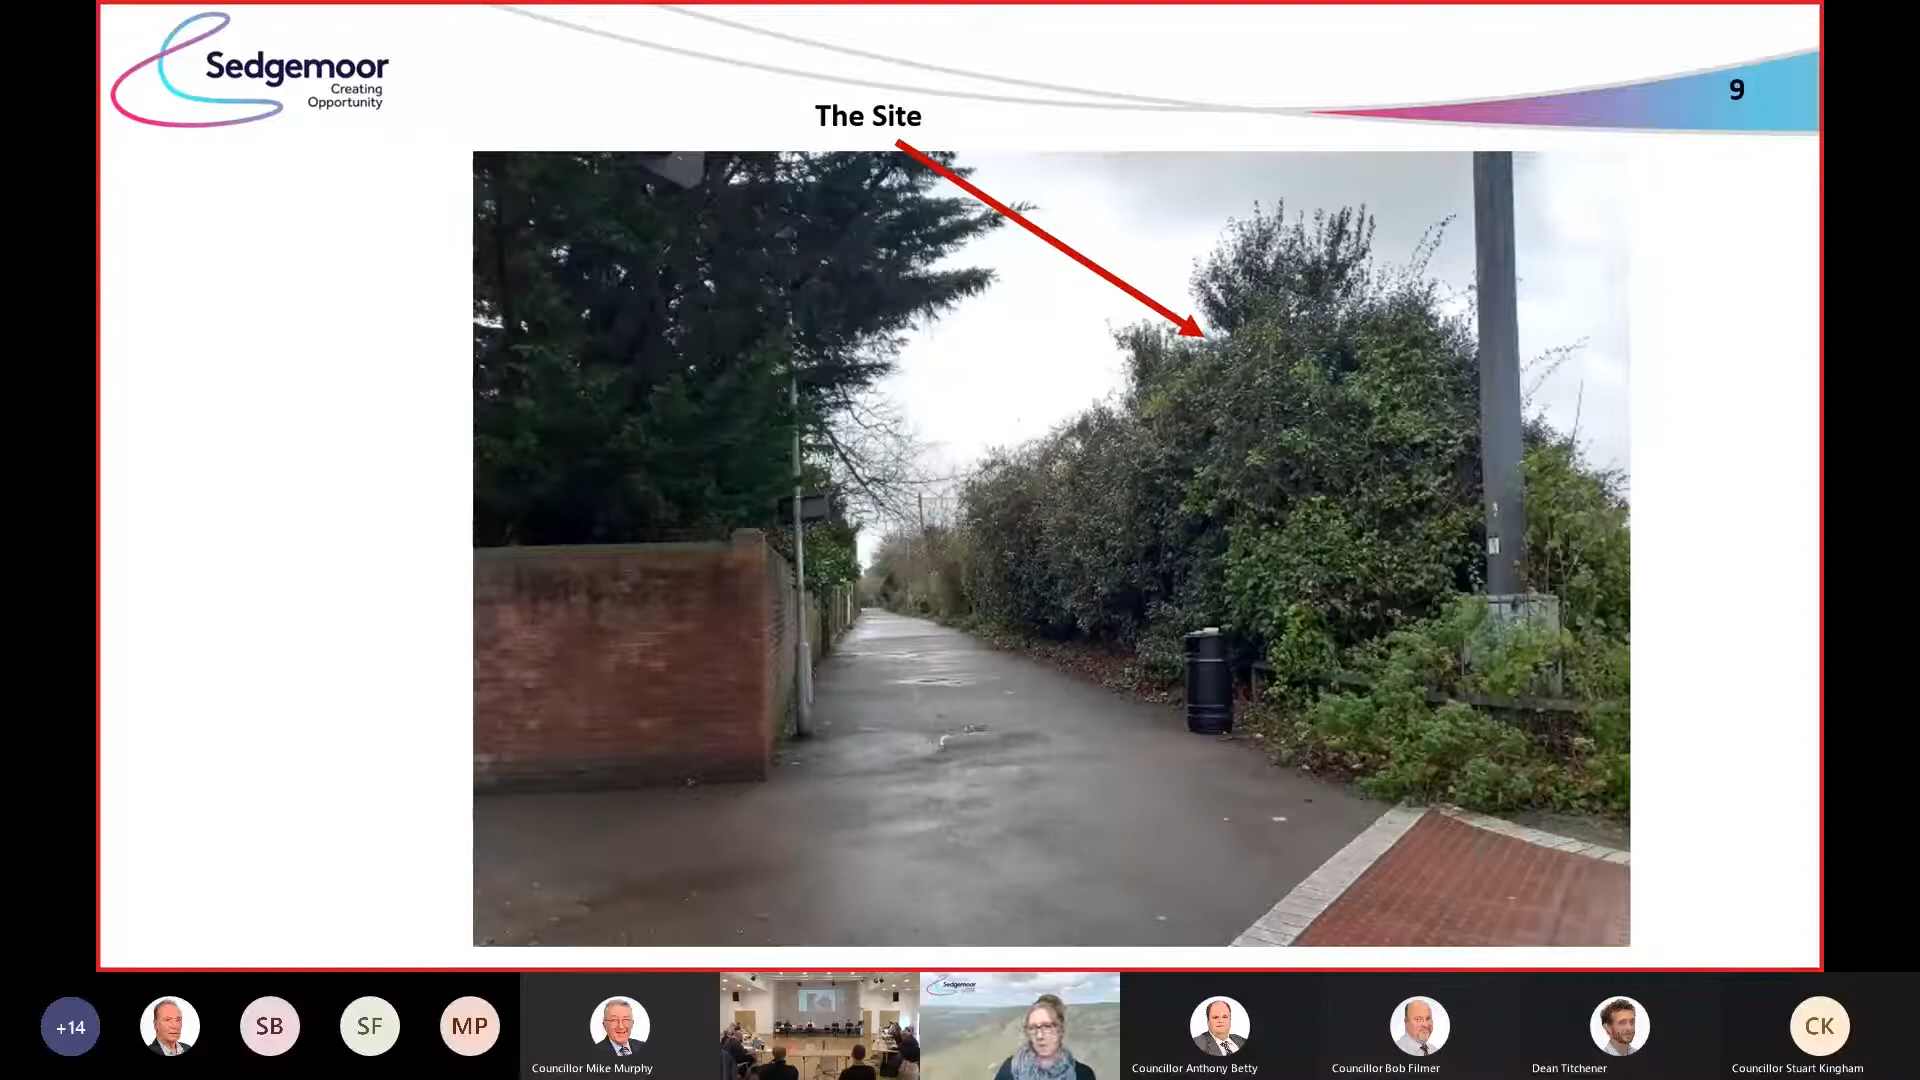 Sedgemoor
Creating
Opportunity
9
The Site
+14
SB
SF
MP
Councillor Mike Murphy
Sedgemoor
Councillor Anthony Betty
Councillor Bob Filmer
Dean Titchener
CK
Councillor Stuart Kingham